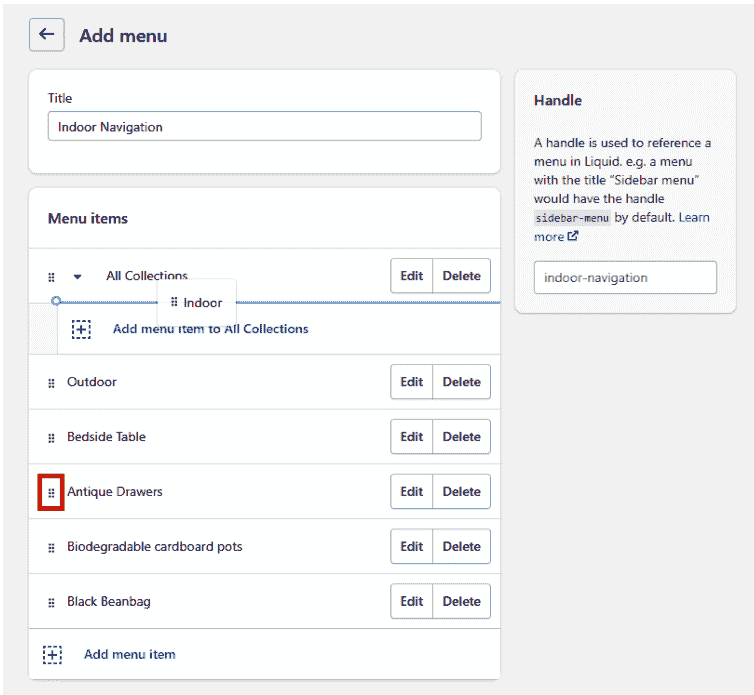 Add menu
Title
Indoor Navigation
Handle
A handle is used to reference a
menu in Liquid. e.g. a menu
with the title “Sidebar menu”
would have the handle
sidebar-menu by default. Learn
more
indoor-navigation
Menu items
All Collections Edit Delete
Indoor
Add menu item to All Collections
Outdoor Edit Delete
Bedside Table Edit Delete
Antique Drawers Edit Delete
Biodegradable cardboard pots Edit Delete
Black Beanbag Edit Delete
Add menu item